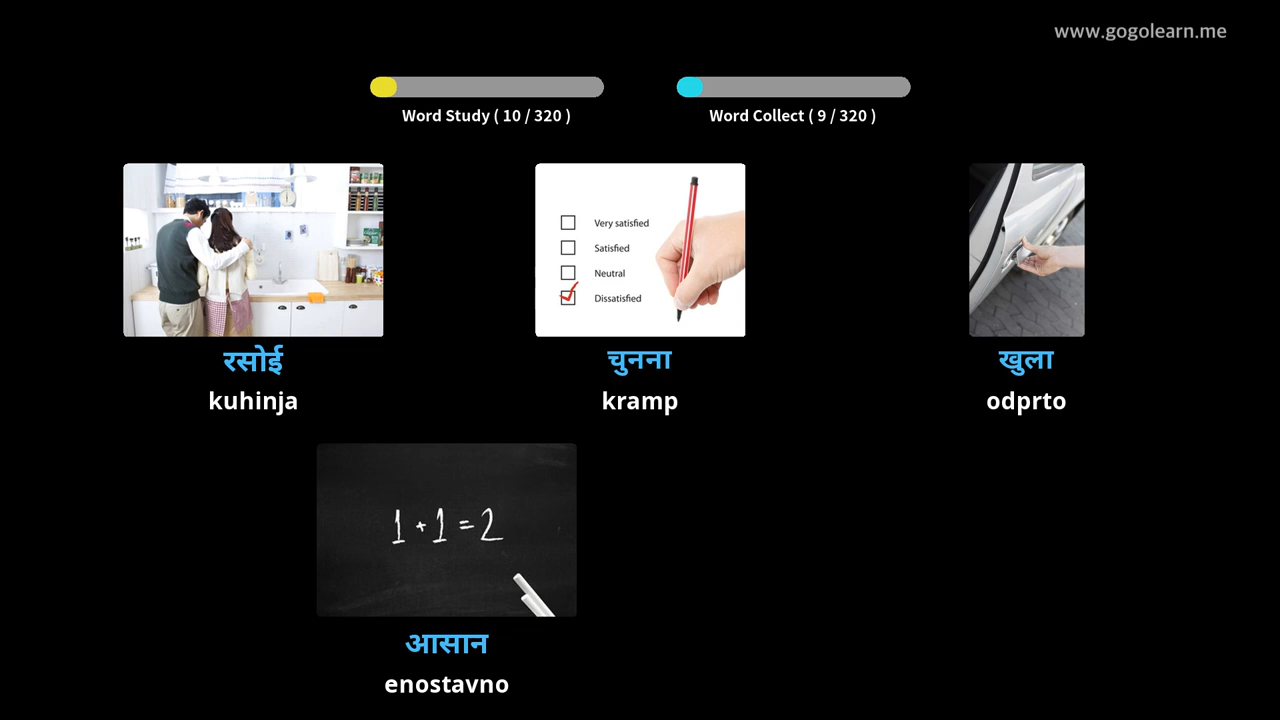 www.gogolearn.me
Word Study ( 10 / 320 )
Word Collect ( 9 / 320 )
Very satisfied
Satisfied
Neutral
Dissatisfied
रसोई
kuhinja
चुनना
kramp
खुला
odprto
1 + 1 = 2
आसान
enostavno